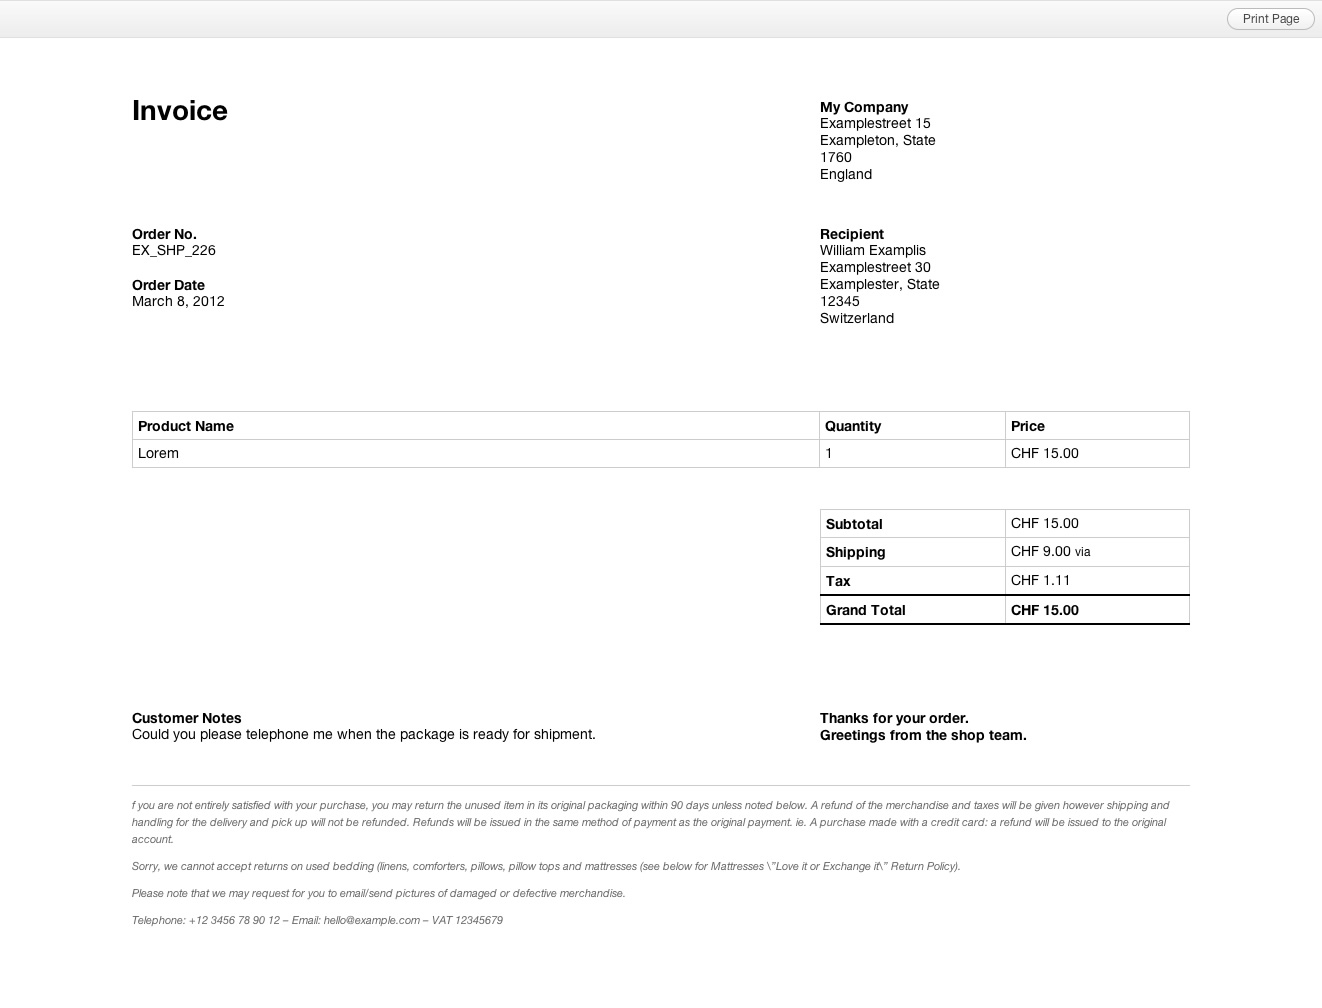 Print Page
Invoice
My Company
Examplestreet 15
Exampleton, State
1760
England
Order No.
EX_SHP_226
Order Date
March 8, 2012
Recipient
William Examplis
Examplestreet 30
Examplester, State
12345
Switzerland
Product Name Quantity Price
Lorem 1 CHF 15.00
Subtotal CHF 15.00
Shipping CHF 9.00 via
Tax CHF 1.11
Grand Total CHF 15.00
Customer Notes
Could you please telephone me when the package is ready for shipment.
Thanks for your order.
Greetings from the shop team.
f you are not entirely satisfied with your purchase, you may return the unused item in its original packaging within 90 days unless noted below. A refund of the merchandise and taxes will be given however shipping and
handling for the delivery and pick up will not be refunded. Refunds will be issued in the same method of payment as the original payment. ie. A purchase made with a credit card: a refund will be issued to the original
account.
Sorry, we cannot accept returns on used bedding (linens, comforters, pillows, pillow tops and mattresses (see below for Mattresses \”Love it or Exchange it\” Return Policy).
Please note that we may request for you to email/send pictures of damaged or defective merchandise.
Telephone: +12 3456 78 90 12 – Email: hello@example.com – VAT 12345679